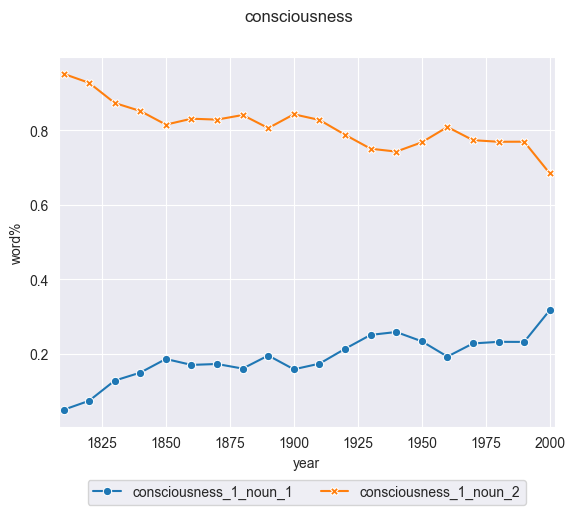 consciousness
0.8
0.6
0.4
0.2
word%
1825 1850 1875 1900 1925 1950 1975 2000
year
consciousness_1_noun_1 consciousness_1_noun_2